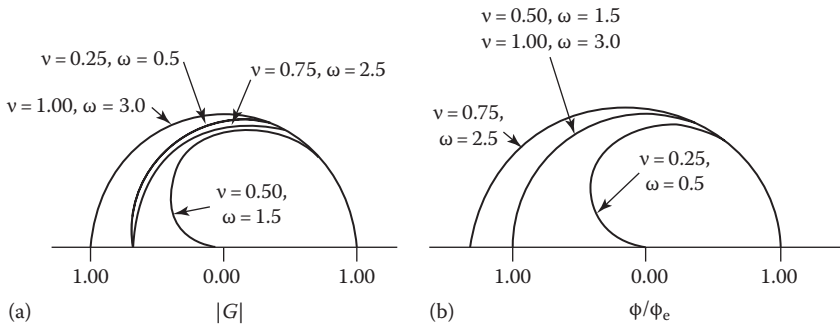 ν = 0.25, ω = 0.5
ν = 0.75, ω = 2.5
ν = 1.00, ω = 3.0
ν = 0.50,
ω = 1.5
1.00 0.00 1.00
(a) |G|
ν = 0.50, ω = 1.5
ν = 1.00, ω = 3.0
ν = 0.75,
ω = 2.5
ν = 0.25,
ω = 0.5
1.00 0.00 1.00
(b) ϕ/ϕe